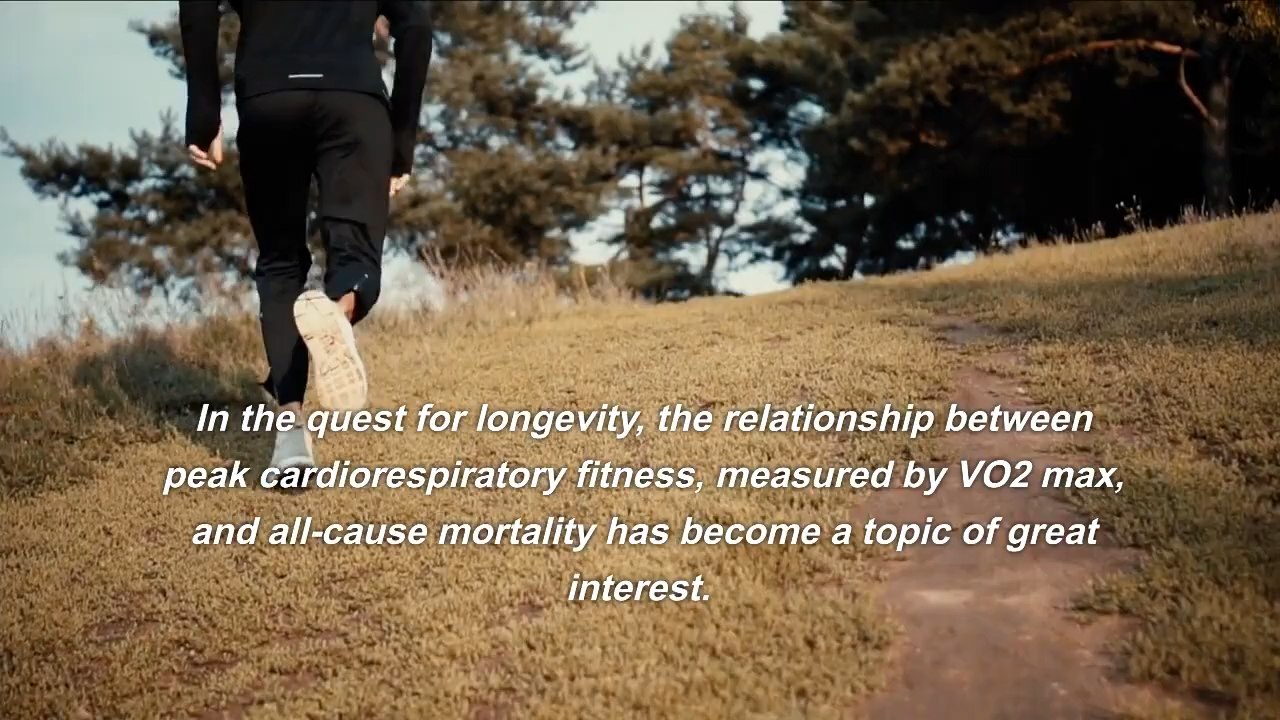 In the quest for longevity, the relationship between
peak cardiorespiratory fitness, measured by VO2 max,
and all-cause mortality has become a topic of great
interest.